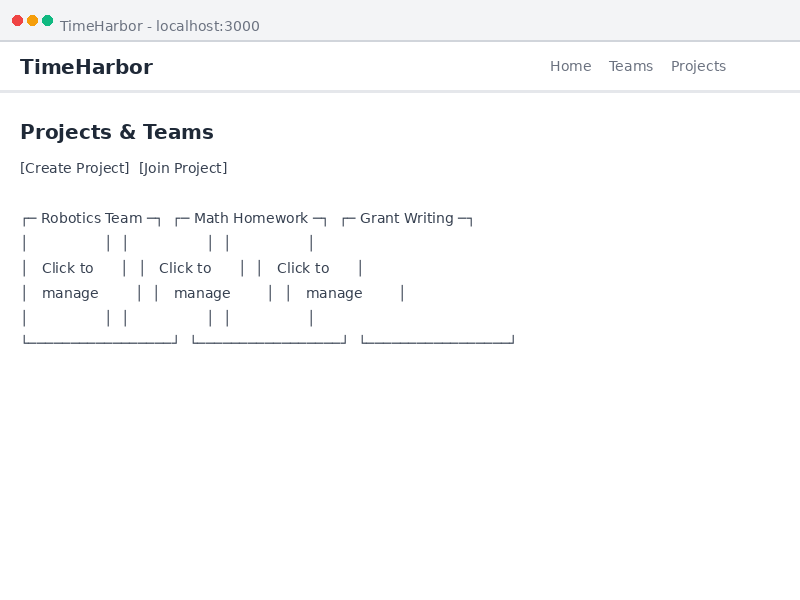 TimeHarbor - localhost:3000
TimeHarbor
Home Teams Projects
Projects & Teams
[Create Project] [Join Project]
┌─ Robotics Team ─┐ ┌─ Math Homework ─┐ ┌─ Grant Writing ─┐
│ │ │ │ │ │
│ Click to │ │ Click to │ │ Click to │
│ manage │ │ manage │ │ manage │
│ │ │ │ │ │
└─────────────────┘ └─────────────────┘ └─────────────────┘